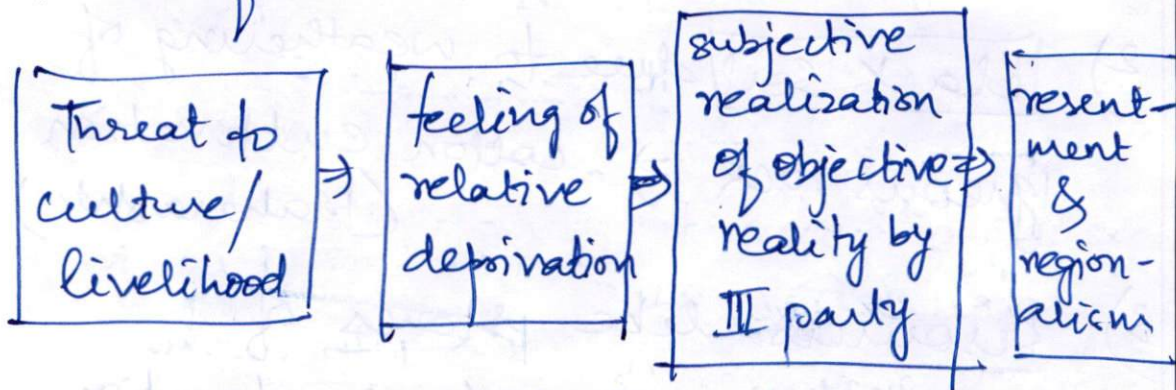 Threat to
culture/
livelihood
⇒
feeling of
relative
deprivation
⇒
subjective
realization
of objective
reality by
III party
⇒
resent-
ment
&
region-
alism